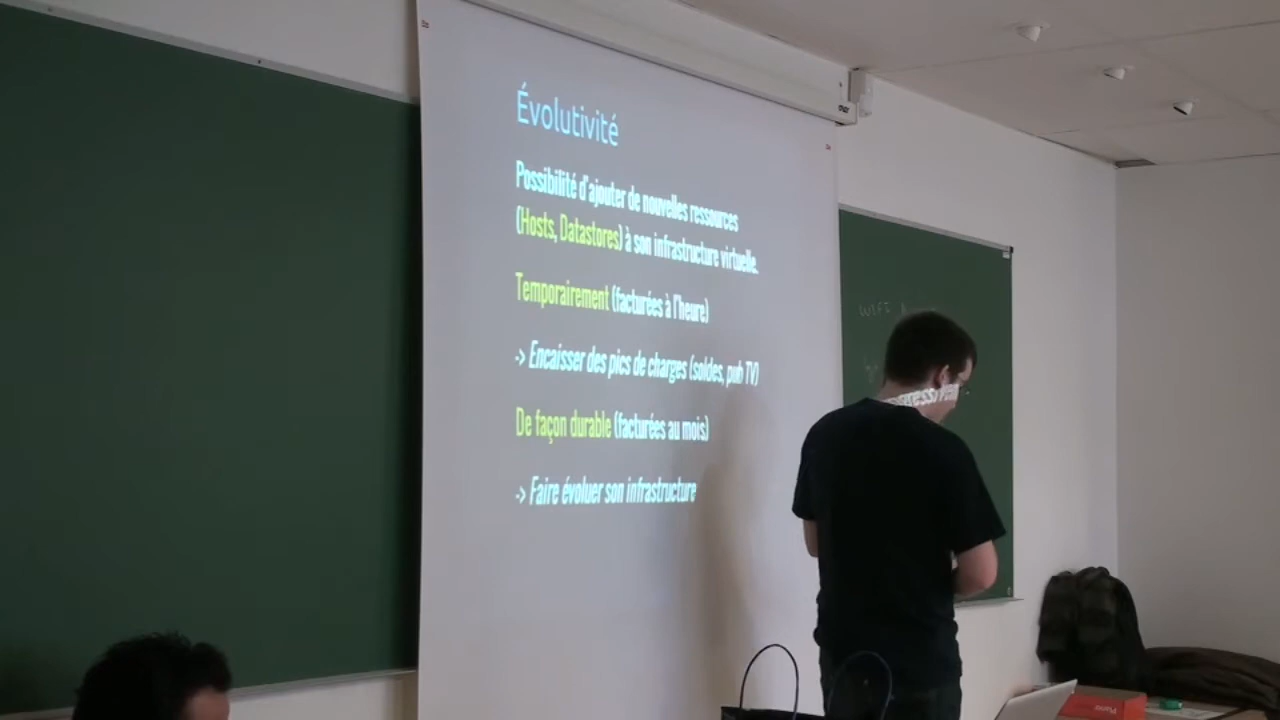 Évolutivité
Possibilité d'ajouter de nouvelles ressources
(Hosts, Datastores) à son infrastructure virtuelle.
Temporairement (facturées à l'heure)
-> Encaisser des pics de charges (soldes, pub TV)
De façon durable (facturées au mois)
-> Faire évoluer son infrastructure
WIFI